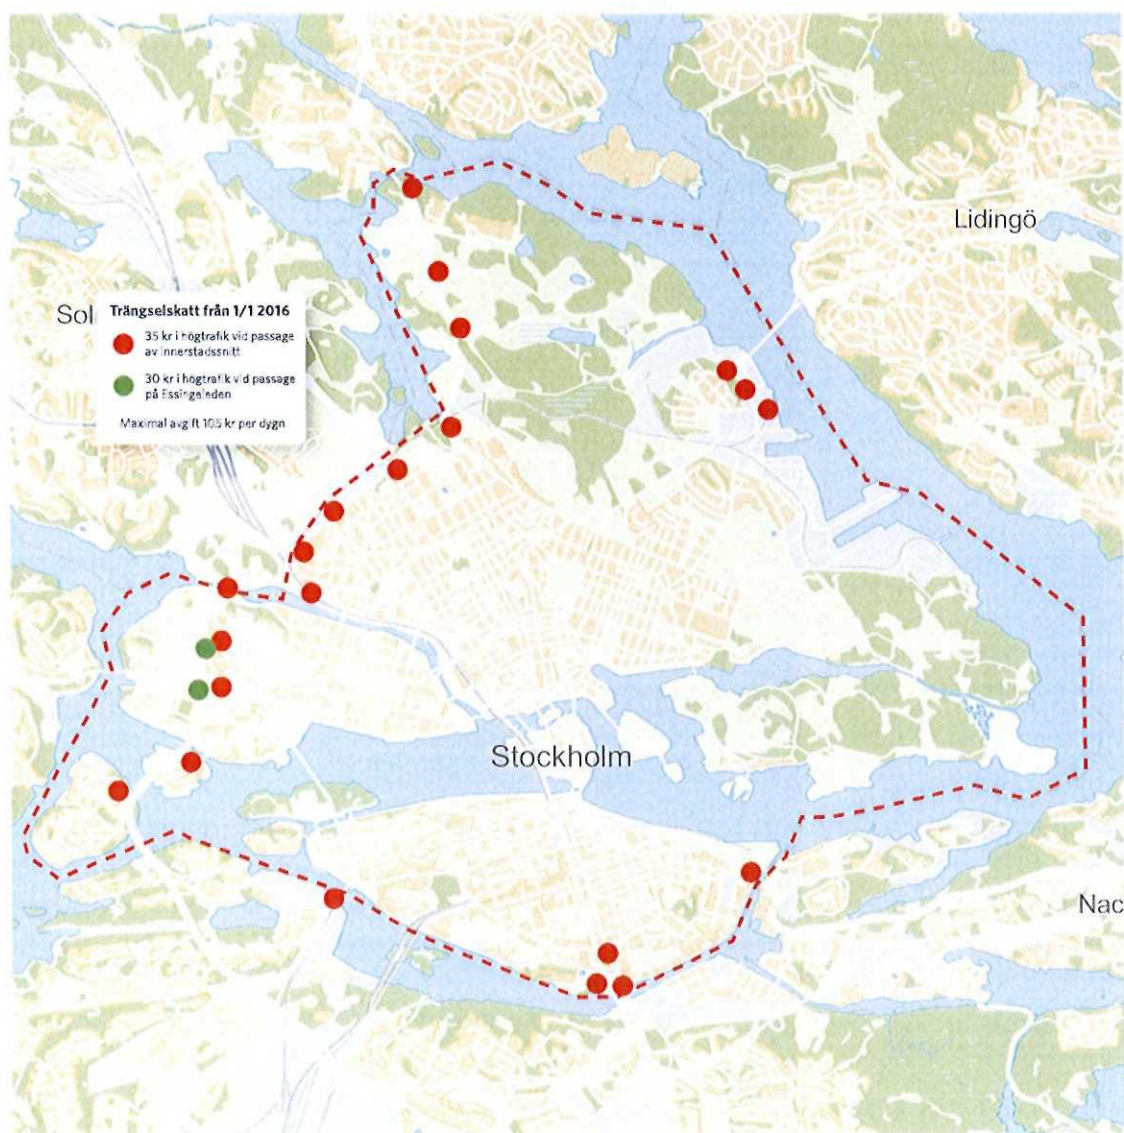 Lidingö
Sol
Trängselskatt från 1/1 2016
35 kr i högtrafik vid passage
av innerstadssnitt
30 kr i högtrafik vid passage
på Essingeleden
Maximal avgift 105 kr per dygn
Stockholm
Nac